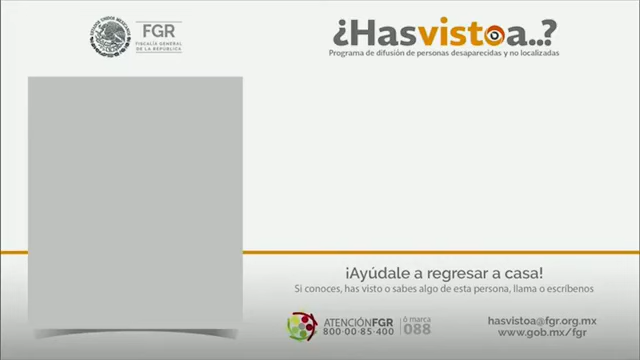 FGR
FISCALÍA GENERAL
DE LA REPÚBLICA
¿Hasvistoa..?
Programa de difusión de personas desaparecidas y no localizadas
¡Ayúdale a regresar a casa!
Si conoces, has visto o sabes algo de esta persona, llama o escríbenos
ATENCIÓNFGR
800·00·85·400
ó marca
088
hasvistoa@fgr.org.mx
www.gob.mx/fgr